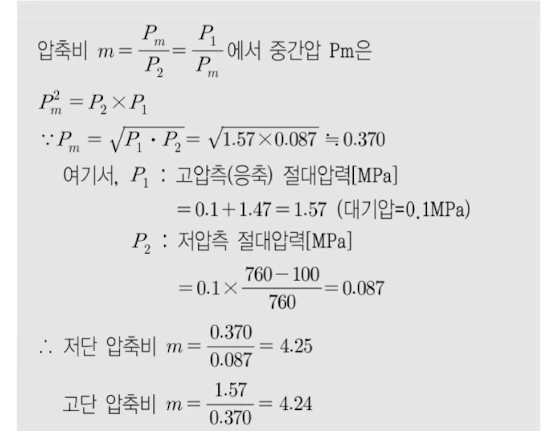 압축비 m = P_m/P_2 = P_1/P_m 에서 중간압 Pm은
P_m^2 = P_2 × P_1
∵ P_m = √(P_1 · P_2) = √(1.57×0.087) ≒ 0.370
여기서, P_1 : 고압측(응축) 절대압력[MPa]
= 0.1 + 1.47 = 1.57 (대기압=0.1MPa)
P_2 : 저압측 절대압력[MPa]
= 0.1 × (760 − 100)/760 = 0.087
∴ 저단 압축비 m = 0.370/0.087 = 4.25
고단 압축비 m = 1.57/0.370 = 4.24